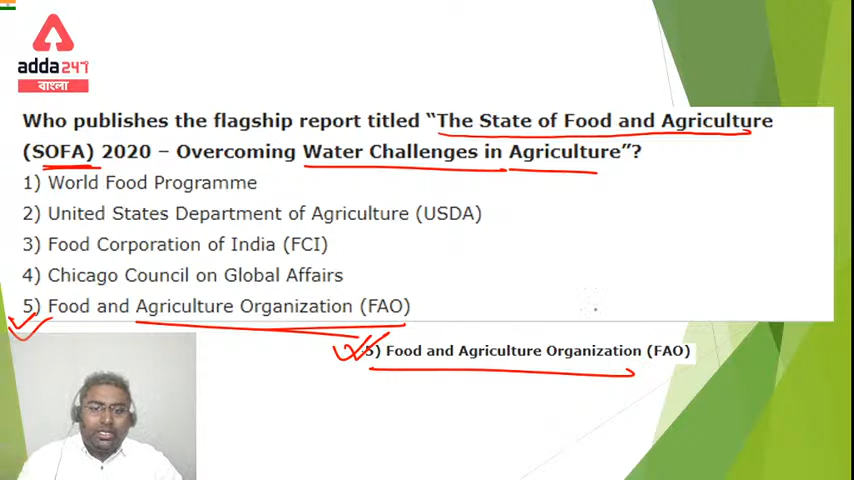 adda247
বাংলা
Who publishes the flagship report titled “The State of Food and Agriculture
(SOFA) 2020 – Overcoming Water Challenges in Agriculture”?
1) World Food Programme
2) United States Department of Agriculture (USDA)
3) Food Corporation of India (FCI)
4) Chicago Council on Global Affairs
5) Food and Agriculture Organization (FAO)
5) Food and Agriculture Organization (FAO)